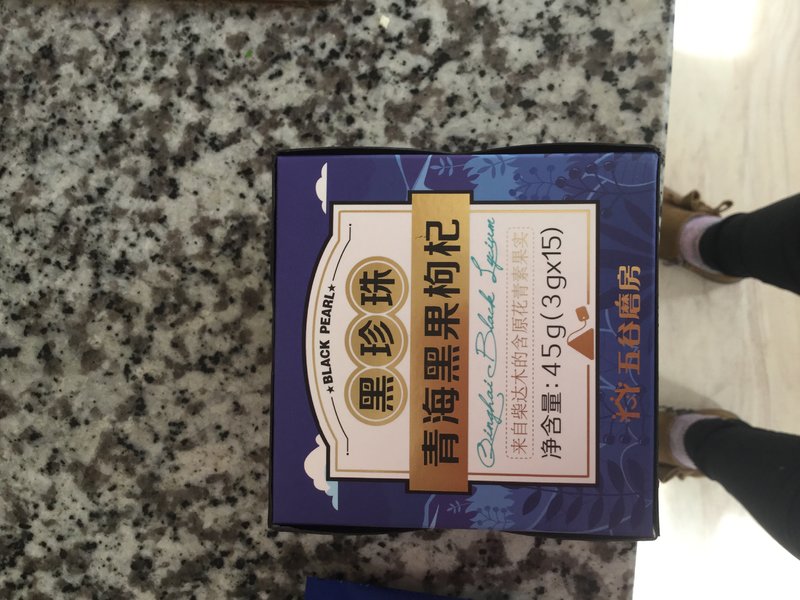 ★BLACK PEARL★
黑珍珠
青海黑果枸杞
Qinghai Black Lycium
来自柴达木的含原花青素果实
净含量:45g(3gx15)
五谷磨房